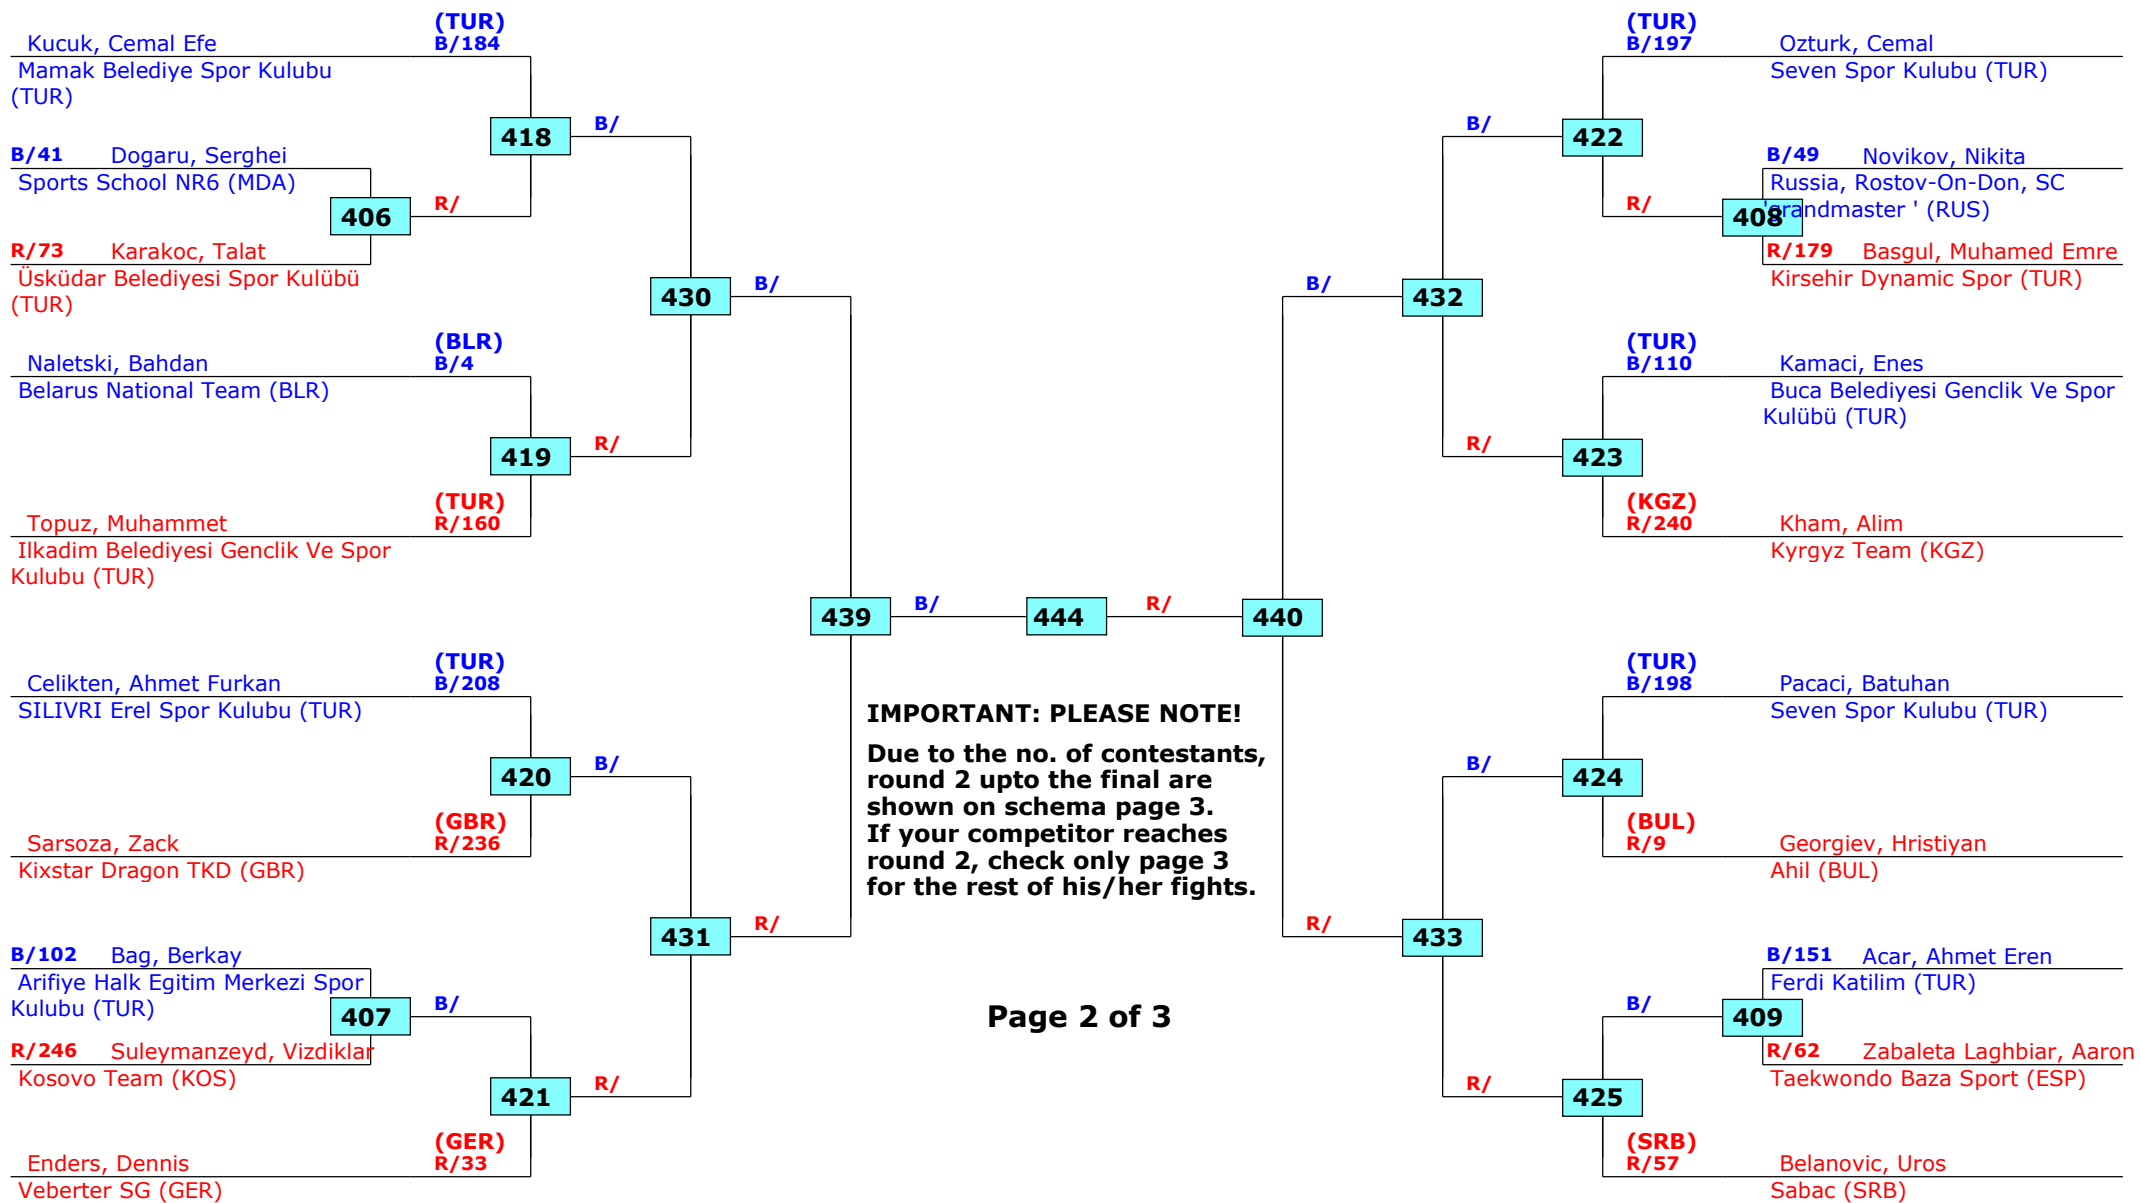 (TUR)
Kucuk, Cemal Efe B/184
Mamak Belediye Spor Kulubu
(TUR)
418
B/
B/41 Dogaru, Serghei
Sports School NR6 (MDA)
406
R/
R/73 Karakoc, Talat
Üsküdar Belediyesi Spor Kulübü
(TUR)
430
B/
(BLR)
Naletski, Bahdan B/4
Belarus National Team (BLR)
419
R/
(TUR)
Topuz, Muhammet R/160
Ilkadim Belediyesi Genclik Ve Spor
Kulubu (TUR)
439
B/
444
R/
440
(TUR)
Celikten, Ahmet Furkan B/208
SILIVRI Erel Spor Kulubu (TUR)
420
B/
(GBR)
Sarsoza, Zack R/236
Kixstar Dragon TKD (GBR)
431
R/
B/102 Bag, Berkay
Arifiye Halk Egitim Merkezi Spor
Kulubu (TUR)
407
B/
R/246 Suleymanzeyd, Vizdiklar
Kosovo Team (KOS)
421
R/
(GER)
Enders, Dennis R/33
Veberter SG (GER)
IMPORTANT: PLEASE NOTE!
Due to the no. of contestants,
round 2 upto the final are
shown on schema page 3.
If your competitor reaches
round 2, check only page 3
for the rest of his/her fights.
Page 2 of 3
(TUR)
B/197 Ozturk, Cemal
Seven Spor Kulubu (TUR)
B/
422
B/49 Novikov, Nikita
Russia, Rostov-On-Don, SC
'grandmaster ' (RUS)
R/
408
R/179 Basgul, Muhamed Emre
Kirsehir Dynamic Spor (TUR)
B/
432
(TUR)
B/110 Kamaci, Enes
Buca Belediyesi Genclik Ve Spor
Kulübü (TUR)
R/
423
(KGZ)
R/240 Kham, Alim
Kyrgyz Team (KGZ)
(TUR)
B/198 Pacaci, Batuhan
Seven Spor Kulubu (TUR)
B/
424
(BUL)
R/9 Georgiev, Hristiyan
Ahil (BUL)
R/
433
B/151 Acar, Ahmet Eren
Ferdi Katilim (TUR)
B/
409
R/62 Zabaleta Laghbiar, Aaron
Taekwondo Baza Sport (ESP)
R/
425
(SRB)
R/57 Belanovic, Uros
Sabac (SRB)